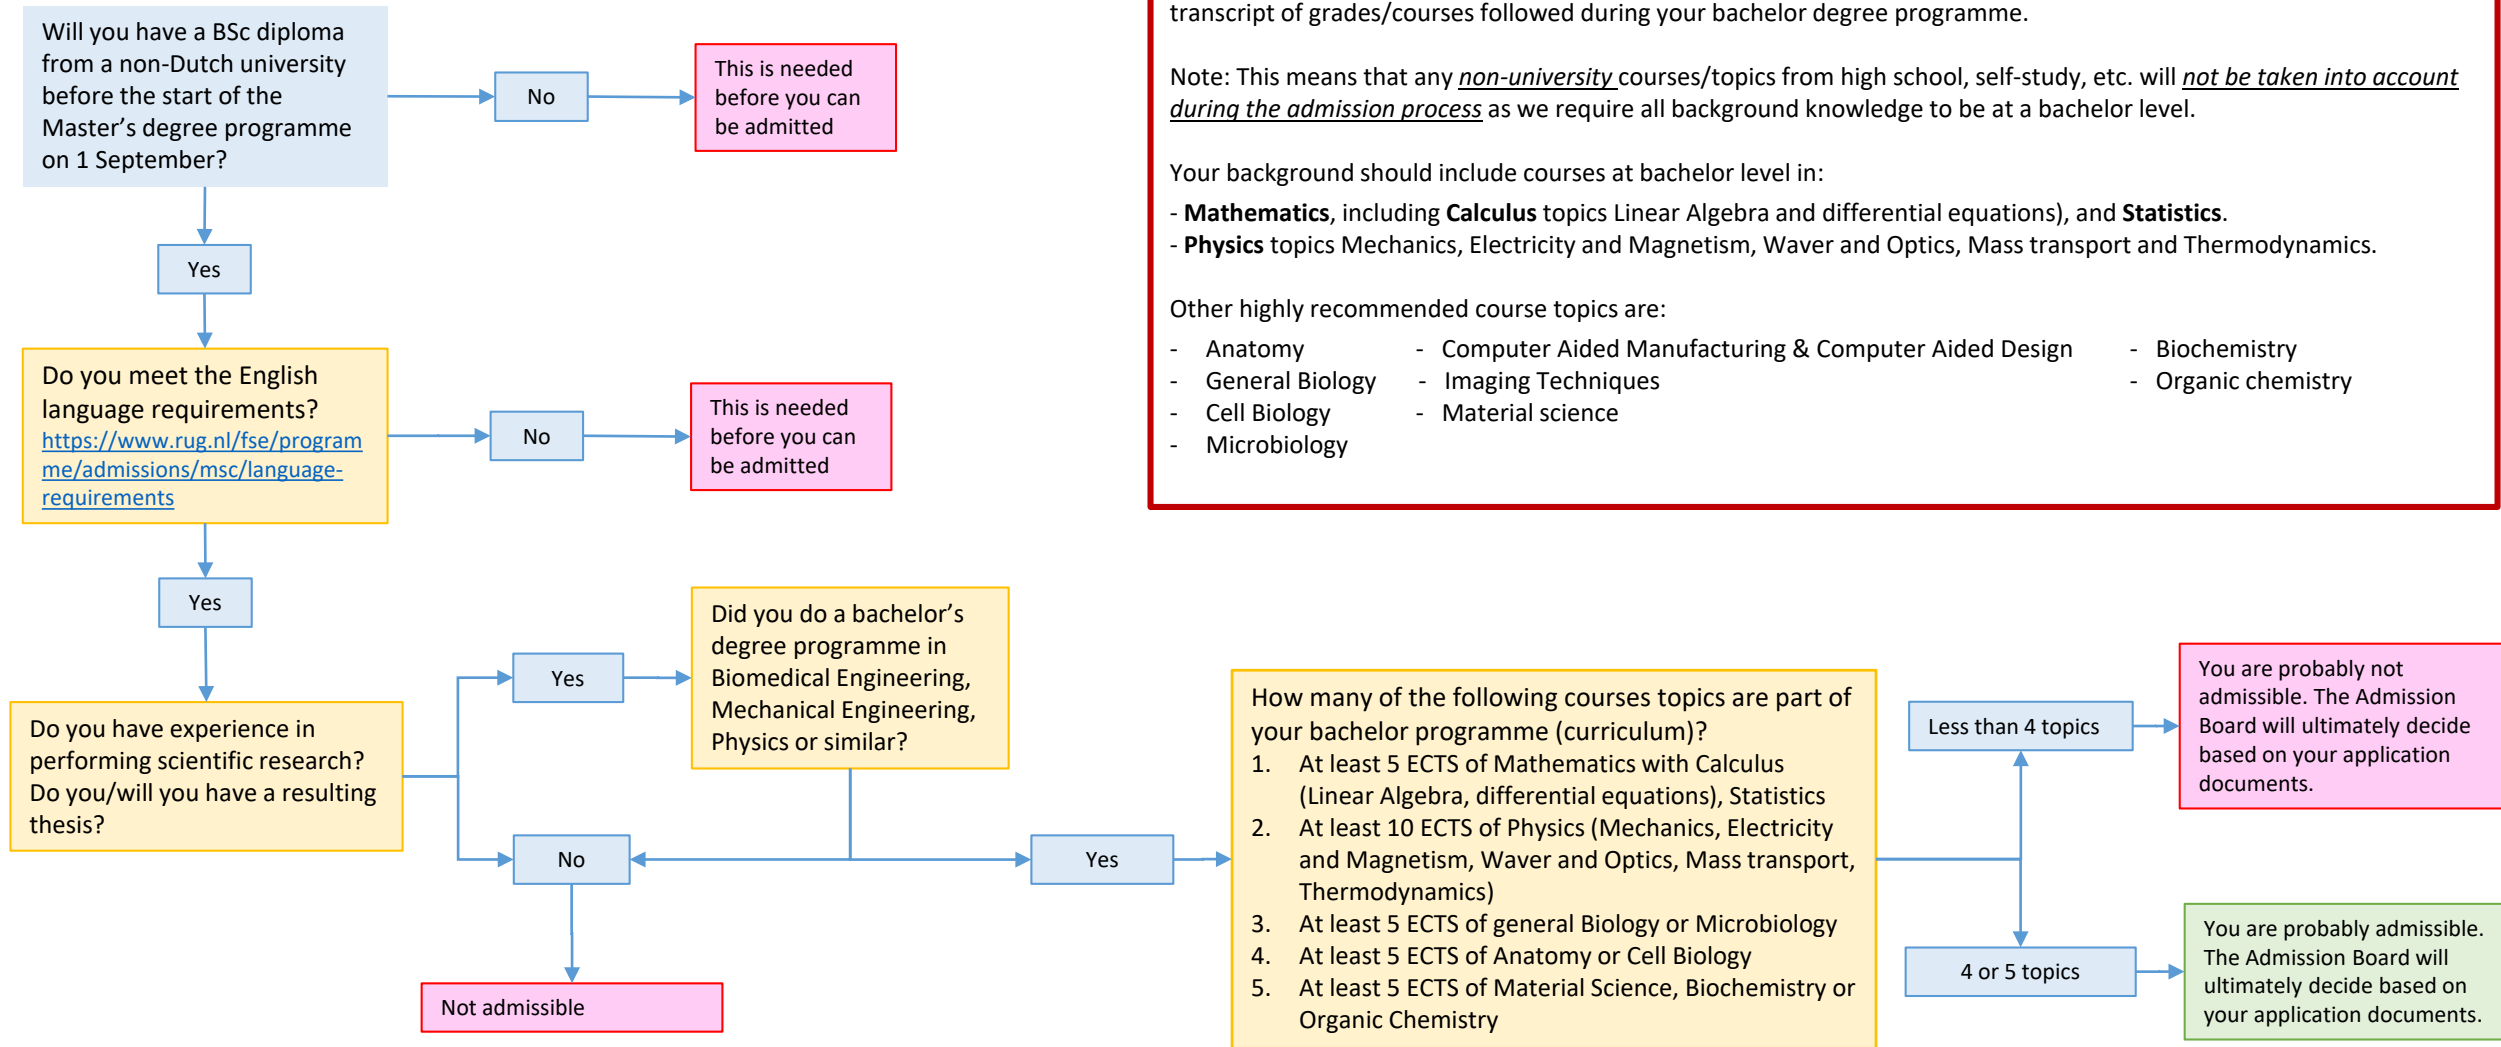 transcript of grades/courses followed during your bachelor degree programme.
Note: This means that any non-university courses/topics from high school, self-study, etc. will not be taken into account
during the admission process as we require all background knowledge to be at a bachelor level.
Your background should include courses at bachelor level in:
- Mathematics, including Calculus topics Linear Algebra and differential equations), and Statistics.
- Physics topics Mechanics, Electricity and Magnetism, Waver and Optics, Mass transport and Thermodynamics.
Other highly recommended course topics are:
- Anatomy - Computer Aided Manufacturing & Computer Aided Design - Biochemistry
- General Biology - Imaging Techniques - Organic chemistry
- Cell Biology - Material science
- Microbiology
Will you have a BSc diploma
from a non-Dutch university
before the start of the
Master's degree programme
on 1 September?
No
This is needed
before you can
be admitted
Yes
Do you meet the English
language requirements?
https://www.rug.nl/fse/program
me/admissions/msc/language-
requirements
No
This is needed
before you can
be admitted
Yes
Do you have experience in
performing scientific research?
Do you/will you have a resulting
thesis?
Yes
No
Not admissible
Did you do a bachelor's
degree programme in
Biomedical Engineering,
Mechanical Engineering,
Physics or similar?
Yes
How many of the following courses topics are part of
your bachelor programme (curriculum)?
1. At least 5 ECTS of Mathematics with Calculus
(Linear Algebra, differential equations), Statistics
2. At least 10 ECTS of Physics (Mechanics, Electricity
and Magnetism, Waver and Optics, Mass transport,
Thermodynamics)
3. At least 5 ECTS of general Biology or Microbiology
4. At least 5 ECTS of Anatomy or Cell Biology
5. At least 5 ECTS of Material Science, Biochemistry or
Organic Chemistry
Less than 4 topics
You are probably not
admissible. The Admission
Board will ultimately decide
based on your application
documents.
4 or 5 topics
You are probably admissible.
The Admission Board will
ultimately decide based on
your application documents.